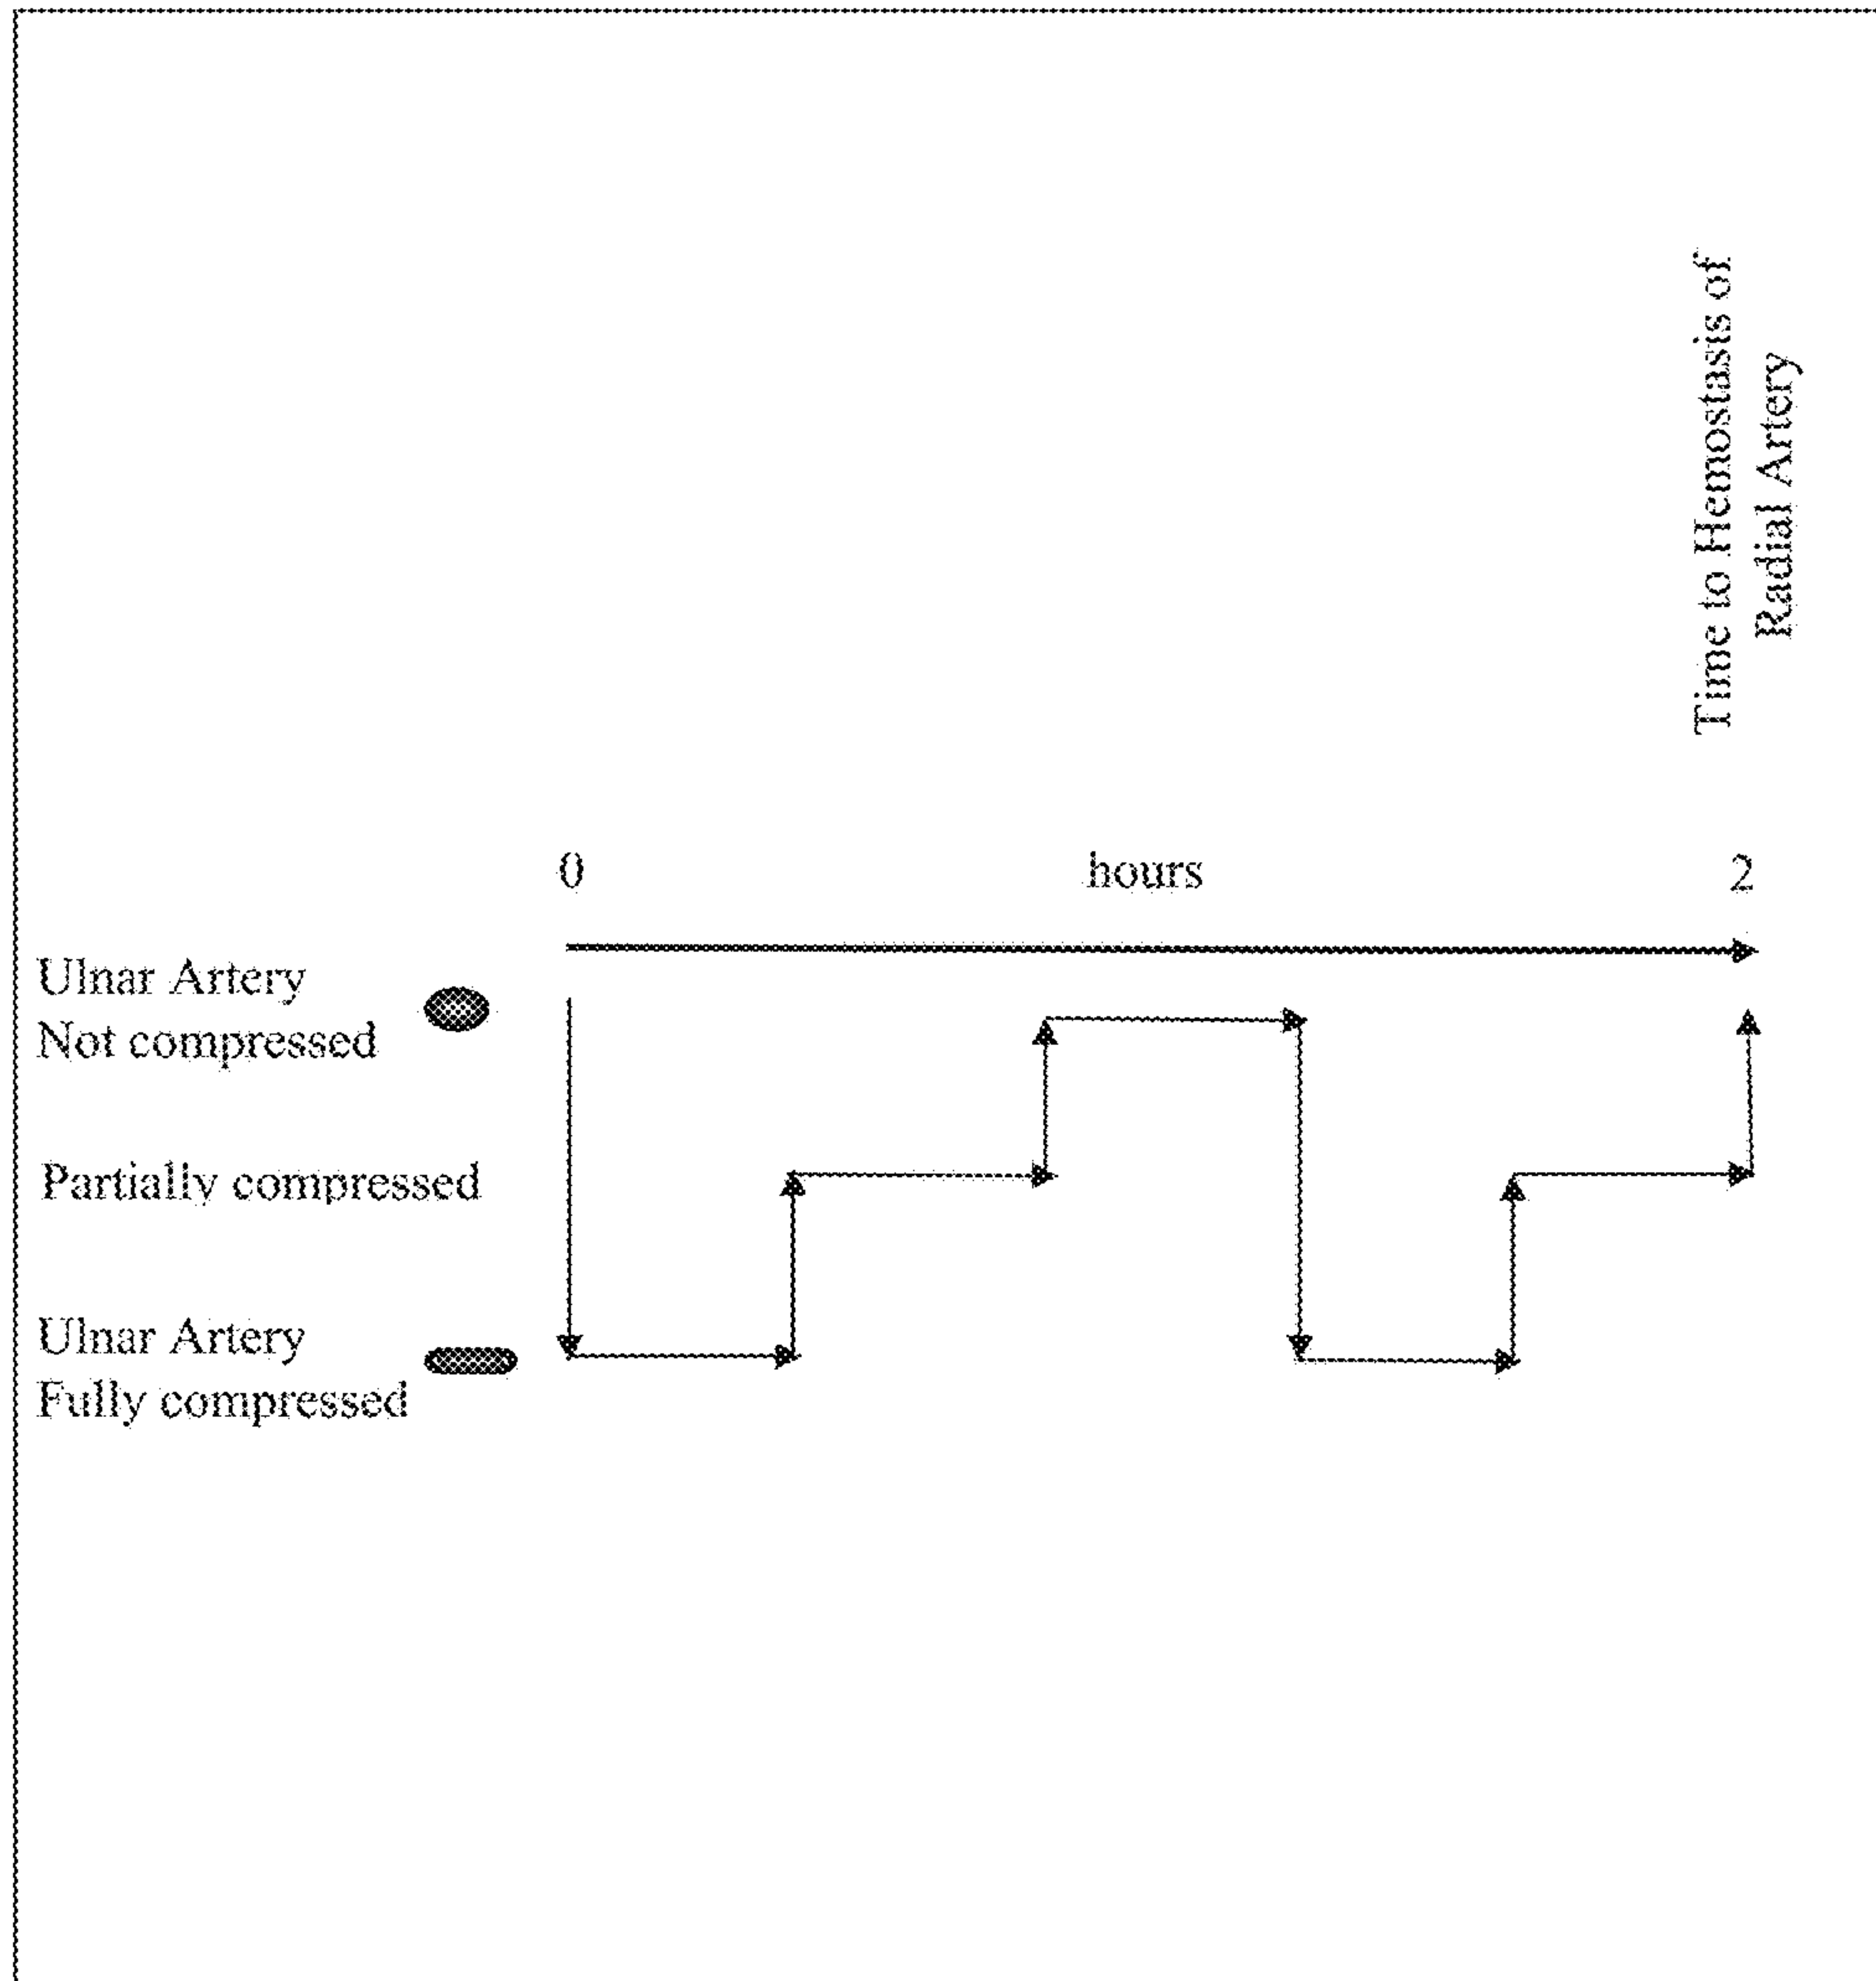 Time to Hemostasis of
Radial Artery
0 hours 2
Ulnar Artery
Not compressed
Partially compressed
Ulnar Artery
Fully compressed